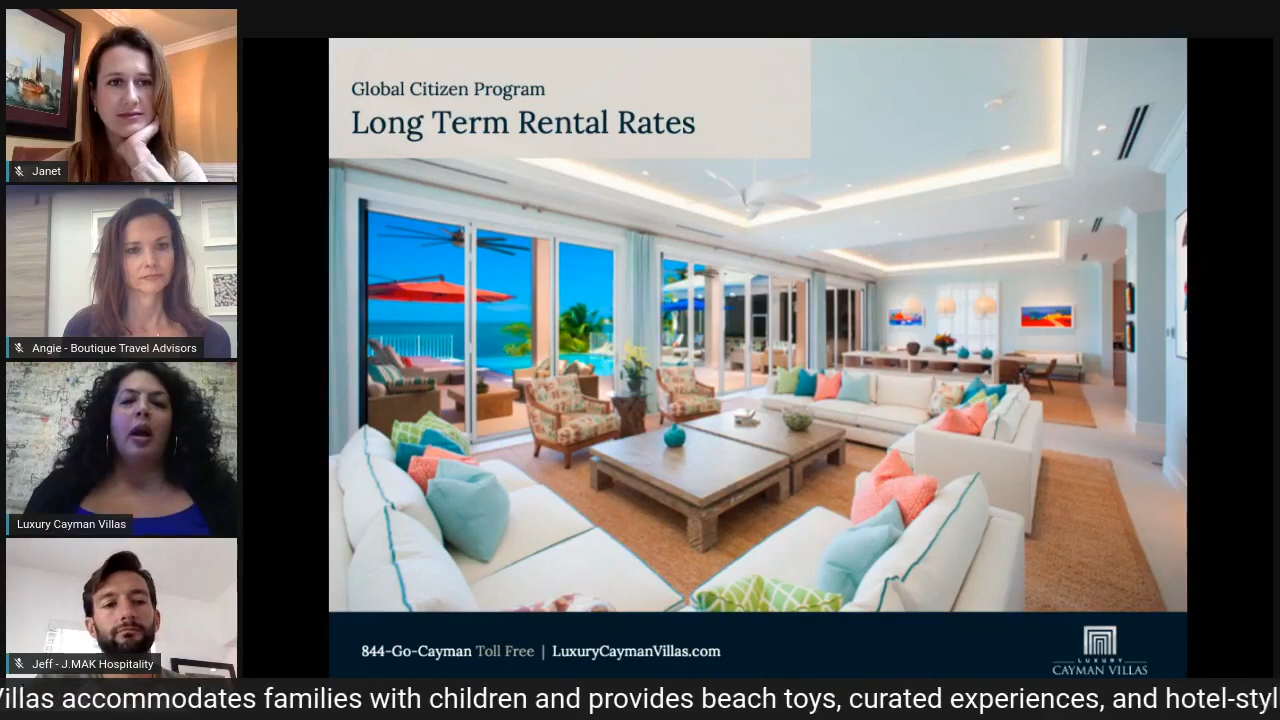 Janet
Angie - Boutique Travel Advisors
Luxury Cayman Villas
Jeff - J.MAK Hospitality
Global Citizen Program
Long Term Rental Rates
844-Go-Cayman Toll Free | LuxuryCaymanVillas.com
LUXURY
CAYMAN VILLAS
Villas accommodates families with children and provides beach toys, curated experiences, and hotel-styl